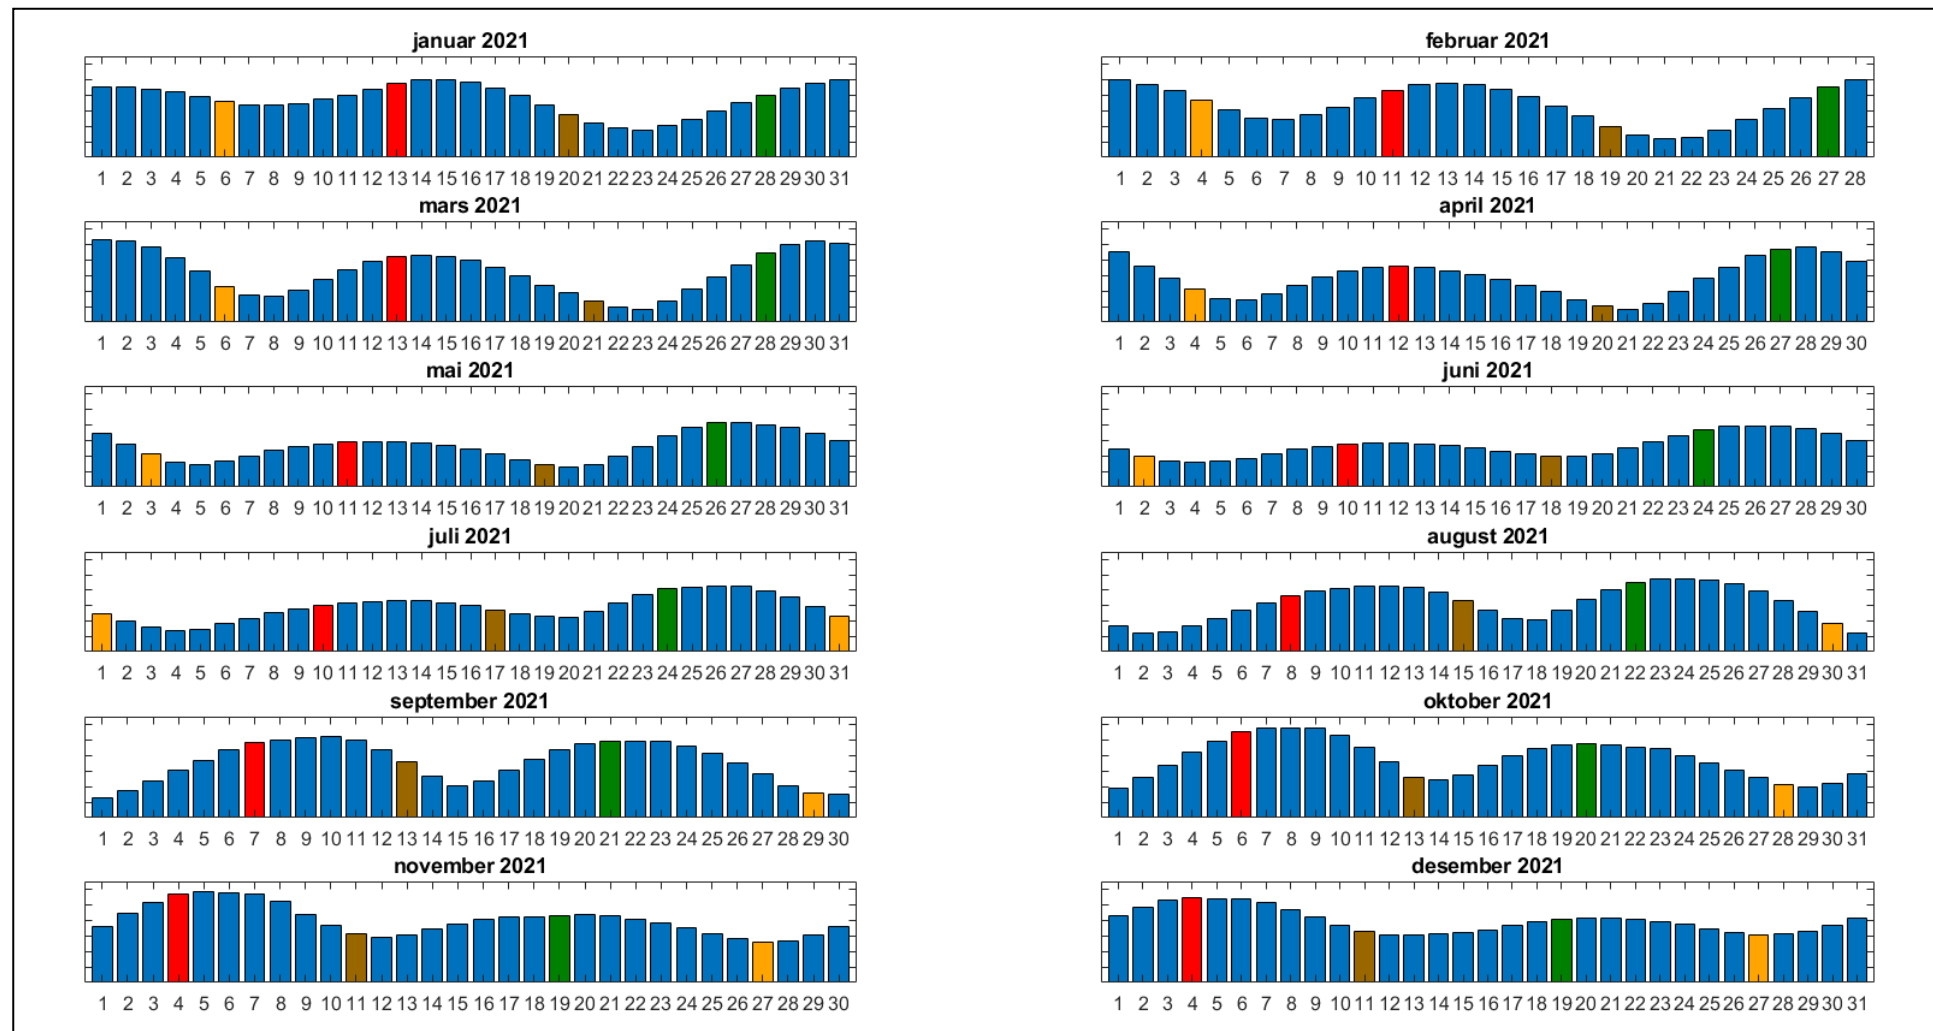 januar 2021
1 2 3 4 5 6 7 8 9 10 11 12 13 14 15 16 17 18 19 20 21 22 23 24 25 26 27 28 29 30 31
februar 2021
1 2 3 4 5 6 7 8 9 10 11 12 13 14 15 16 17 18 19 20 21 22 23 24 25 26 27 28
mars 2021
1 2 3 4 5 6 7 8 9 10 11 12 13 14 15 16 17 18 19 20 21 22 23 24 25 26 27 28 29 30 31
april 2021
1 2 3 4 5 6 7 8 9 10 11 12 13 14 15 16 17 18 19 20 21 22 23 24 25 26 27 28 29 30
mai 2021
1 2 3 4 5 6 7 8 9 10 11 12 13 14 15 16 17 18 19 20 21 22 23 24 25 26 27 28 29 30 31
juni 2021
1 2 3 4 5 6 7 8 9 10 11 12 13 14 15 16 17 18 19 20 21 22 23 24 25 26 27 28 29 30
juli 2021
1 2 3 4 5 6 7 8 9 10 11 12 13 14 15 16 17 18 19 20 21 22 23 24 25 26 27 28 29 30 31
august 2021
1 2 3 4 5 6 7 8 9 10 11 12 13 14 15 16 17 18 19 20 21 22 23 24 25 26 27 28 29 30 31
september 2021
1 2 3 4 5 6 7 8 9 10 11 12 13 14 15 16 17 18 19 20 21 22 23 24 25 26 27 28 29 30
oktober 2021
1 2 3 4 5 6 7 8 9 10 11 12 13 14 15 16 17 18 19 20 21 22 23 24 25 26 27 28 29 30 31
november 2021
1 2 3 4 5 6 7 8 9 10 11 12 13 14 15 16 17 18 19 20 21 22 23 24 25 26 27 28 29 30
desember 2021
1 2 3 4 5 6 7 8 9 10 11 12 13 14 15 16 17 18 19 20 21 22 23 24 25 26 27 28 29 30 31